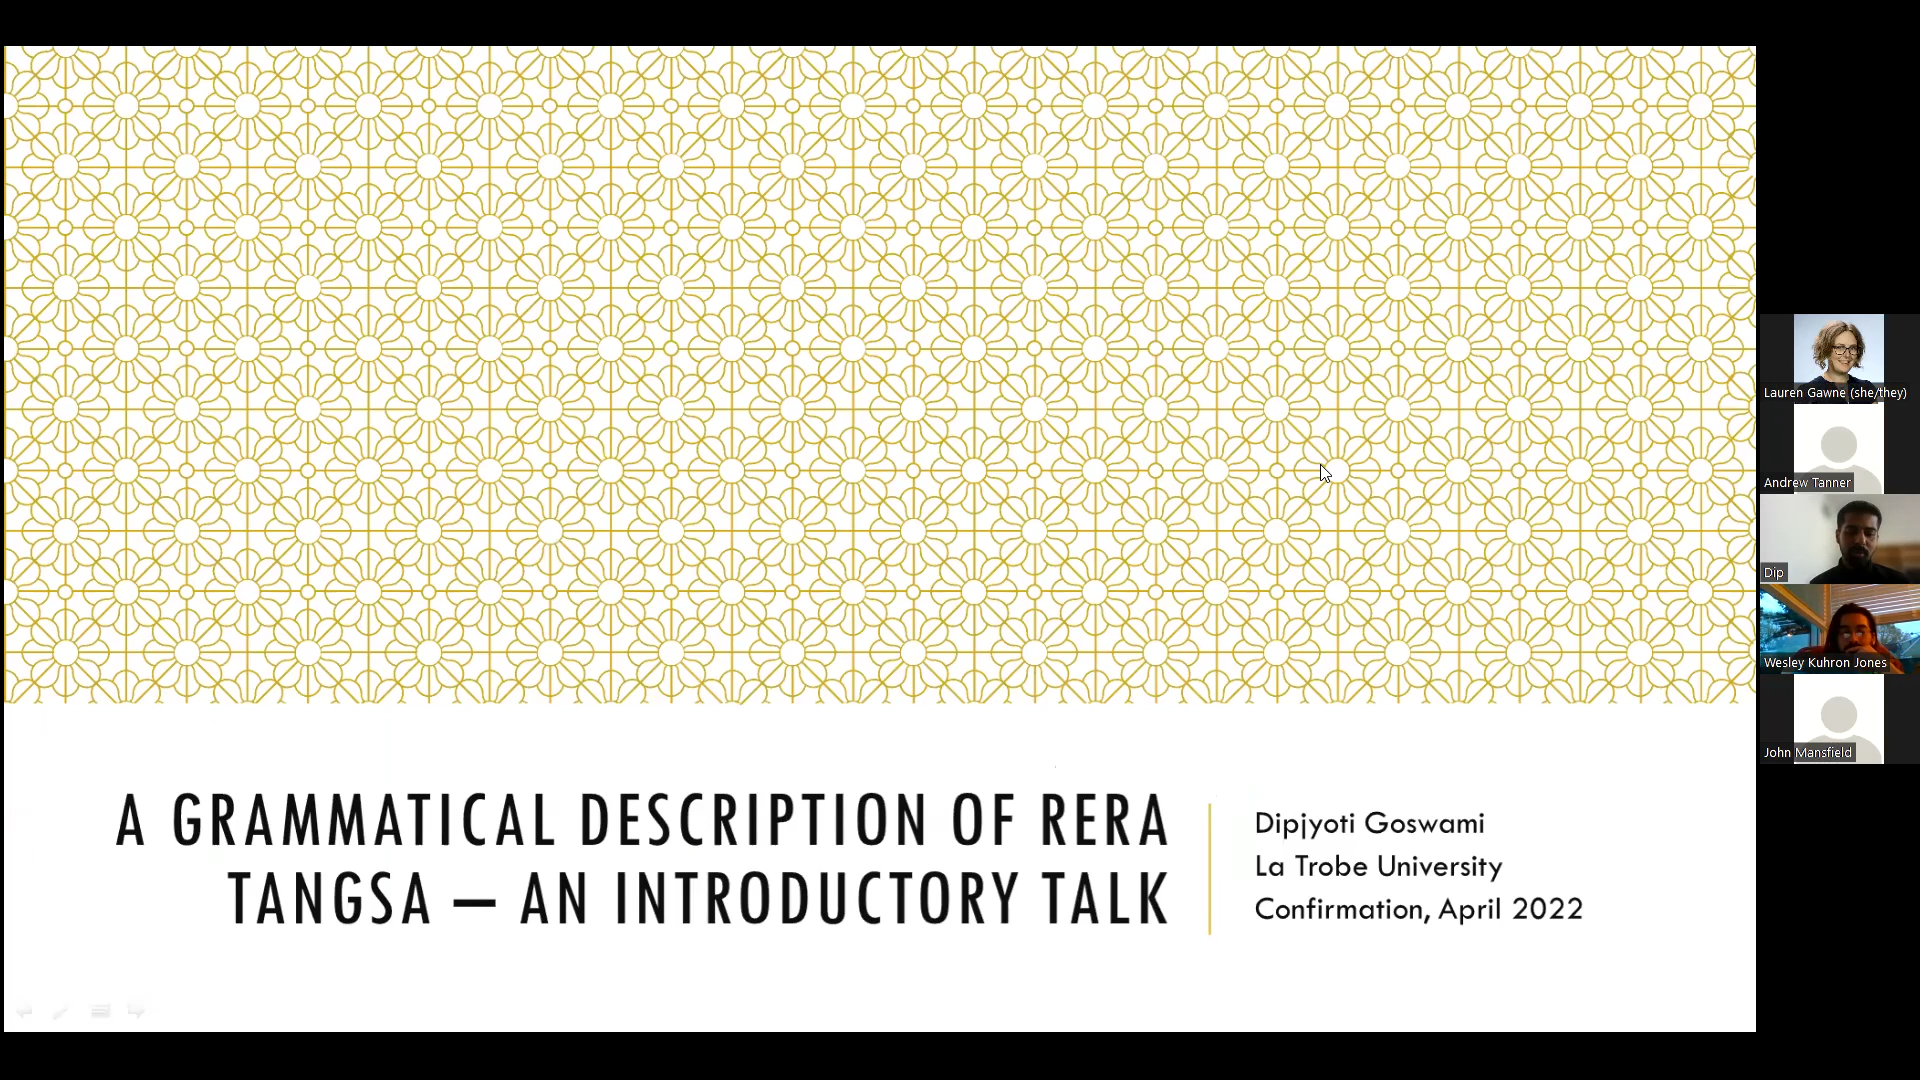 A GRAMMATICAL DESCRIPTION OF RERA
TANGSA – AN INTRODUCTORY TALK
Dipjyoti Goswami
La Trobe University
Confirmation, April 2022
Lauren Gawne (she/they)
Andrew Tanner
Dip
Wesley Kuhron Jones
John Mansfield